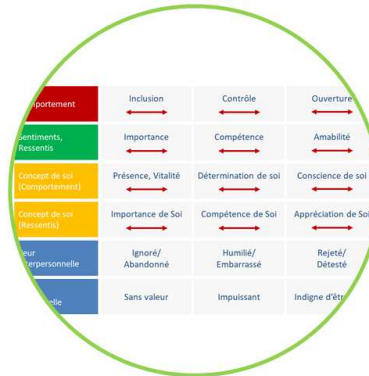 Inclusion Contrôle Ouverture
Sentiments,
Ressentis
Importance Compétence Amabilité
Concept de soi
(Comportement)
Présence, Vitalité Détermination de soi Conscience de soi
Concept de soi
(Ressentis)
Importance de Soi Compétence de Soi Appréciation de Soi
Ignoré/ Humilié/ Rejeté/
Abandonné Embarrassé Détesté
Sans valeur Impuissant Indigne